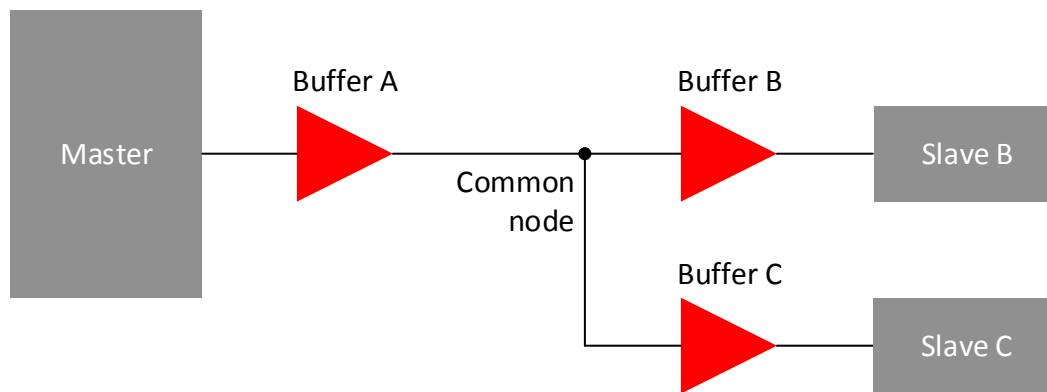 Buffer A
Buffer B
Master
Slave B
Common
node
Buffer C
Slave C